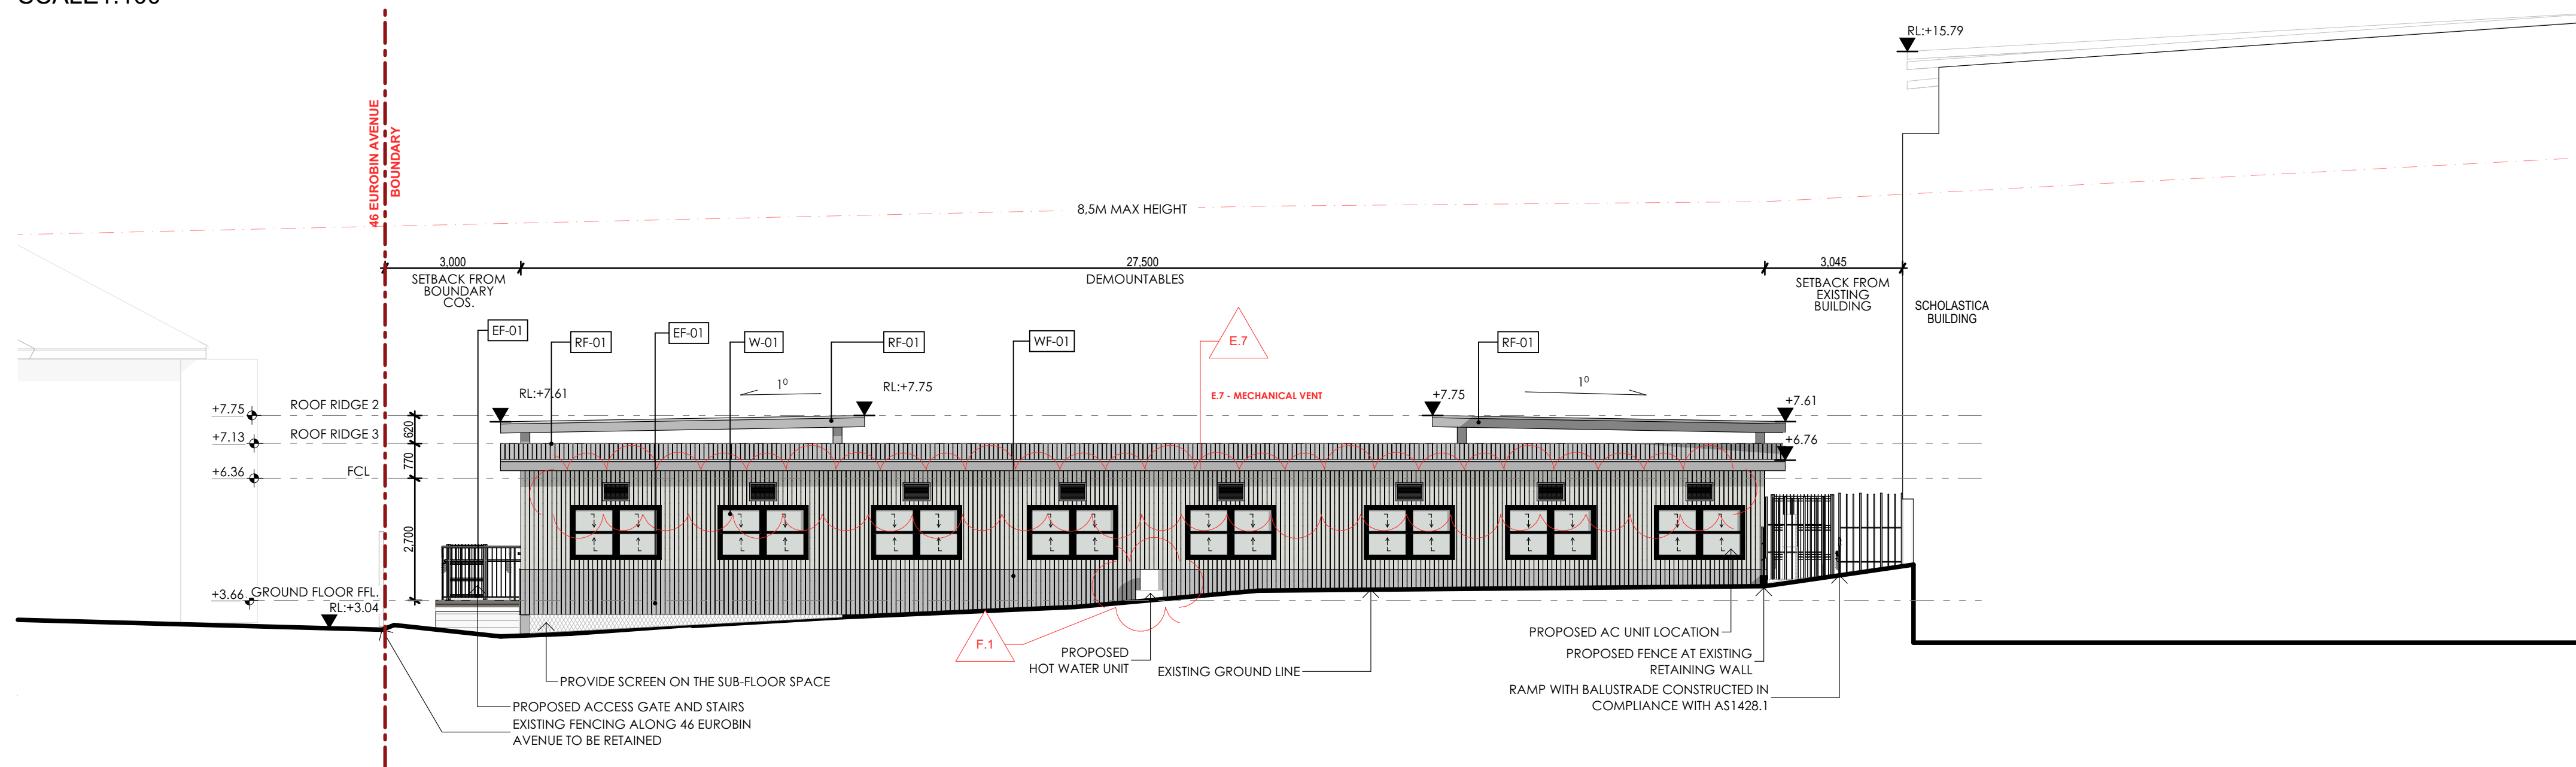 RL:+15.79
46 EUROBIN AVENUE
BOUNDARY
8,5M MAX HEIGHT
3,000
SETBACK FROM
BOUNDARY
COS.
27,500
DEMOUNTABLES
3,045
SETBACK FROM
EXISTING
BUILDING
SCHOLASTICA
BUILDING
EF-01
RF-01
EF-01
W-01
RF-01
WF-01
E.7
RF-01
E.7 - MECHANICAL VENT
RL:+7.61
1⁰
RL:+7.75
+7.75
1⁰
+7.61
+6.76
+7.75
ROOF RIDGE 2
620
+7.13
ROOF RIDGE 3
770
+6.36
FCL
2,700
+3.66
GROUND FLOOR FFL.
RL:+3.04
F.1
PROPOSED
HOT WATER UNIT
EXISTING GROUND LINE
PROPOSED AC UNIT LOCATION
PROPOSED FENCE AT EXISTING
RETAINING WALL
RAMP WITH BALUSTRADE CONSTRUCTED IN
COMPLIANCE WITH AS1428.1
PROVIDE SCREEN ON THE SUB-FLOOR SPACE
PROPOSED ACCESS GATE AND STAIRS
EXISTING FENCING ALONG 46 EUROBIN
AVENUE TO BE RETAINED